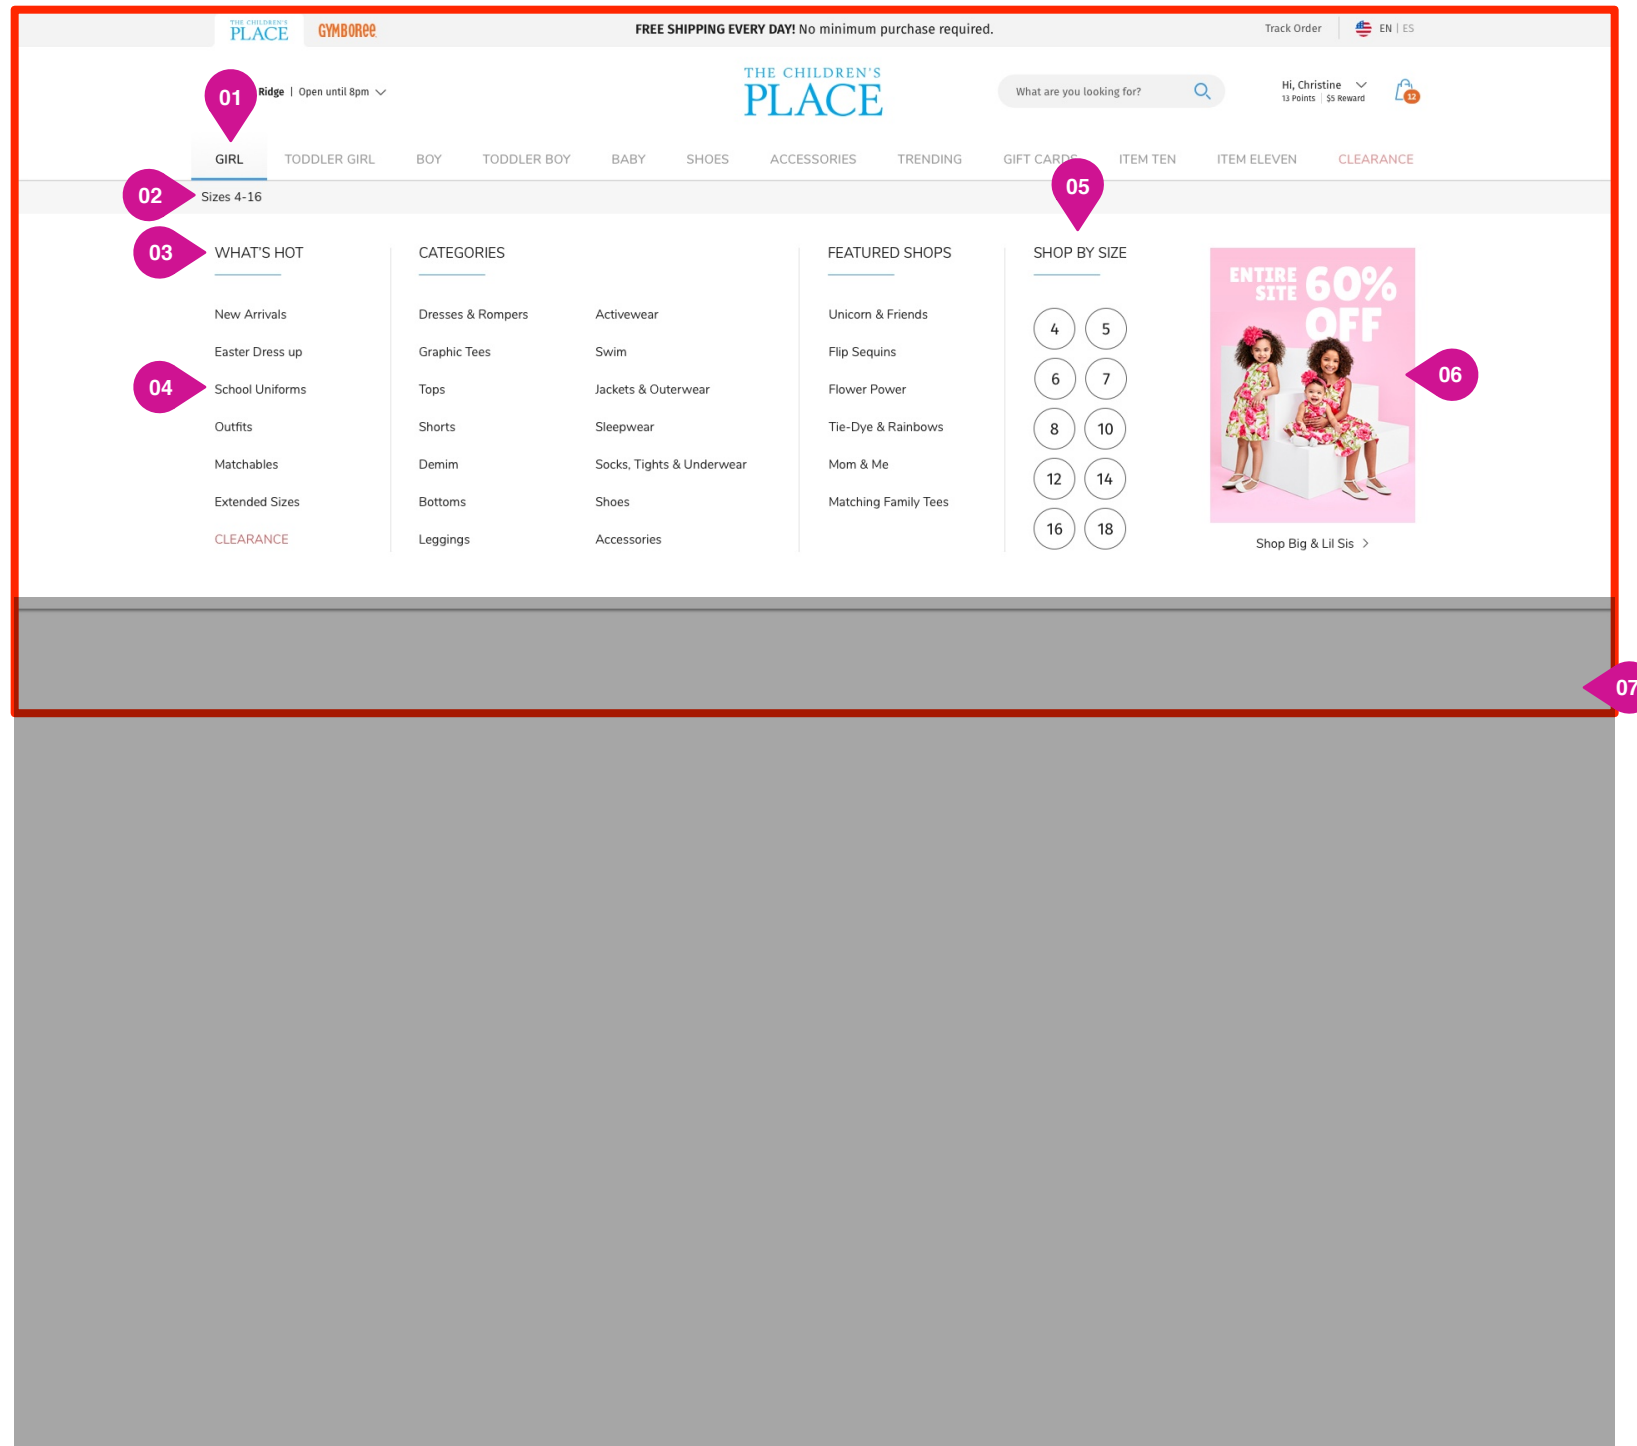 THE CHILDREN'S
PLACE
GYMBOREE
FREE SHIPPING EVERY DAY! No minimum purchase required.
Track Order
EN | ES
01
Ridge | Open until 8pm
THE CHILDREN'S
PLACE
What are you looking for?
Hi, Christine
13 Points | $5 Reward
12
GIRL TODDLER GIRL BOY TODDLER BOY BABY SHOES ACCESSORIES TRENDING GIFT CARDS ITEM TEN ITEM ELEVEN CLEARANCE
05
02
Sizes 4-16
03
WHAT'S HOT
New Arrivals
Easter Dress up
04
School Uniforms
Outfits
Matchables
Extended Sizes
CLEARANCE
CATEGORIES
Dresses & Rompers
Graphic Tees
Tops
Shorts
Demim
Bottoms
Leggings
Activewear
Swim
Jackets & Outerwear
Sleepwear
Socks, Tights & Underwear
Shoes
Accessories
FEATURED SHOPS
Unicorn & Friends
Flip Sequins
Flower Power
Tie-Dye & Rainbows
Mom & Me
Matching Family Tees
SHOP BY SIZE
4 5
6 7
8 10
12 14
16 18
ENTIRE
SITE
60%
OFF
06
Shop Big & Lil Sis
07